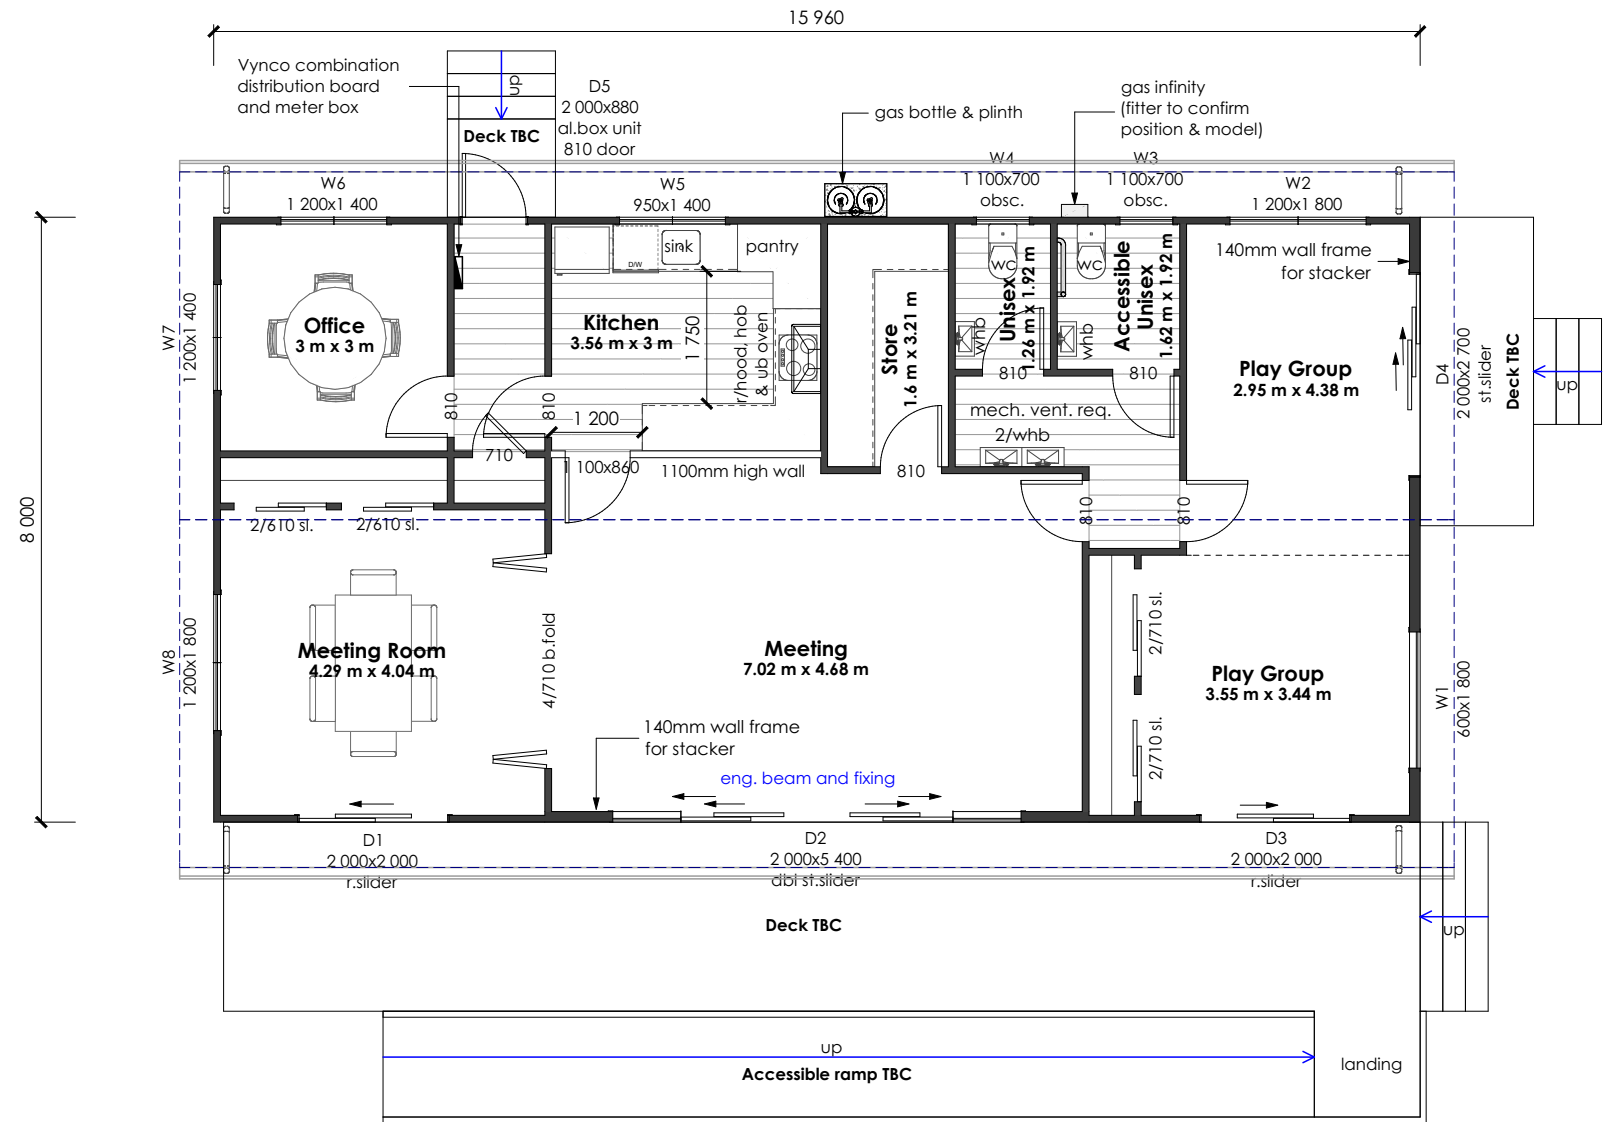 15 960
Vynco combination
distribution board
and meter box
up
Deck TBC
D5
2 000x880
al.box unit
810 door
gas bottle & plinth
gas infinity
(fitter to confirm
position & model)
W6
1 200x1 400
W5
950x1 400
W4
1 100x700
obsc.
W3
1 100x700
obsc.
W2
1 200x1 800
8 000
W7
1 200x1 400
Office
3 m x 3 m
810
810
710
sink
D/W
pantry
Kitchen
3.56 m x 3 m
1 750
r/hood, hob
& ub oven
1 200
1 100x860
1100mm high wall
Store
1.6 m x 3.21 m
810
WC
Unisex
1.26 m x 1.92 m
whb
810
WC
Accessible
Unisex
1.62 m x 1.92 m
whb
810
mech. vent. req.
2/whb
810
810
140mm wall frame
for stacker
Play Group
2.95 m x 4.38 m
D4
2 000x2 700
st.slider
Deck TBC
up
2/610 sl.
2/610 sl.
W8
1 200x1 800
Meeting Room
4.29 m x 4.04 m
4/710 b.fold
Meeting
7.02 m x 4.68 m
140mm wall frame
for stacker
eng. beam and fixing
2/710 sl.
2/710 sl.
Play Group
3.55 m x 3.44 m
W1
600x1 800
D1
2 000x2 000
r.slider
D2
2 000x5 400
dbl st.slider
D3
2 000x2 000
r.slider
Deck TBC
up
up
Accessible ramp TBC
landing